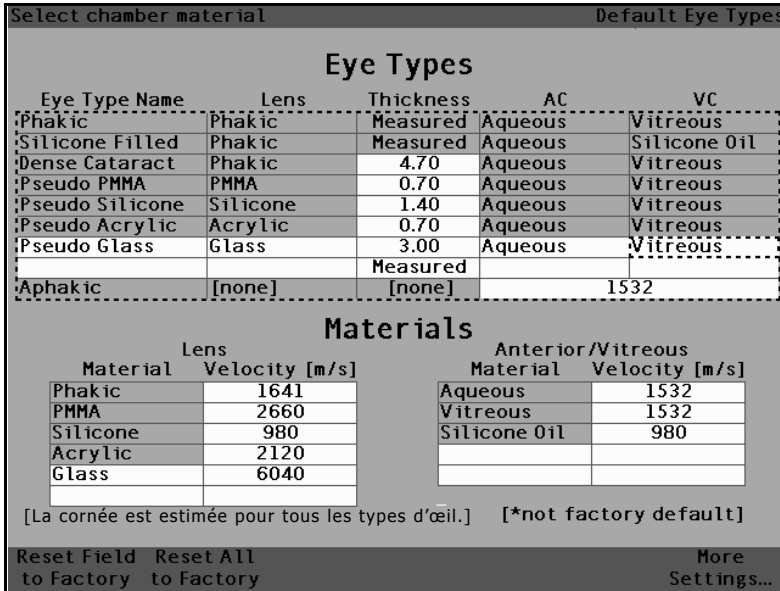 Select chamber material Default Eye Types
Eye Types
Eye Type Name Lens Thickness AC VC
Phakic Phakic Measured Aqueous Vitreous
Silicone Filled Phakic Measured Aqueous Silicone Oil
Dense Cataract Phakic 4.70 Aqueous Vitreous
Pseudo PMMA PMMA 0.70 Aqueous Vitreous
Pseudo Silicone Silicone 1.40 Aqueous Vitreous
Pseudo Acrylic Acrylic 0.70 Aqueous Vitreous
Pseudo Glass Glass 3.00 Aqueous Vitreous
Measured
Aphakic [none] [none] 1532
Materials
Lens Anterior/Vitreous
Material Velocity [m/s] Material Velocity [m/s]
Phakic 1641 Aqueous 1532
PMMA 2660 Vitreous 1532
Silicone 980 Silicone Oil 980
Acrylic 2120
Glass 6040
[La cornée est estimée pour tous les types d'œil.] [*not factory default]
Reset Field Reset All More
to Factory to Factory Settings...